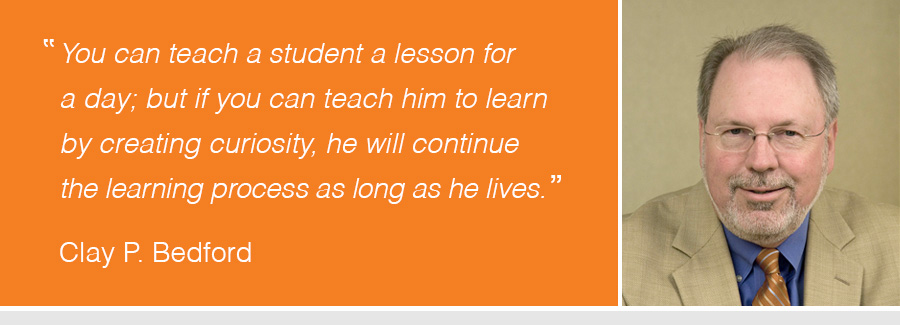 “You can teach a student a lesson for
a day; but if you can teach him to learn
by creating curiosity, he will continue
the learning process as long as he lives.”
Clay P. Bedford